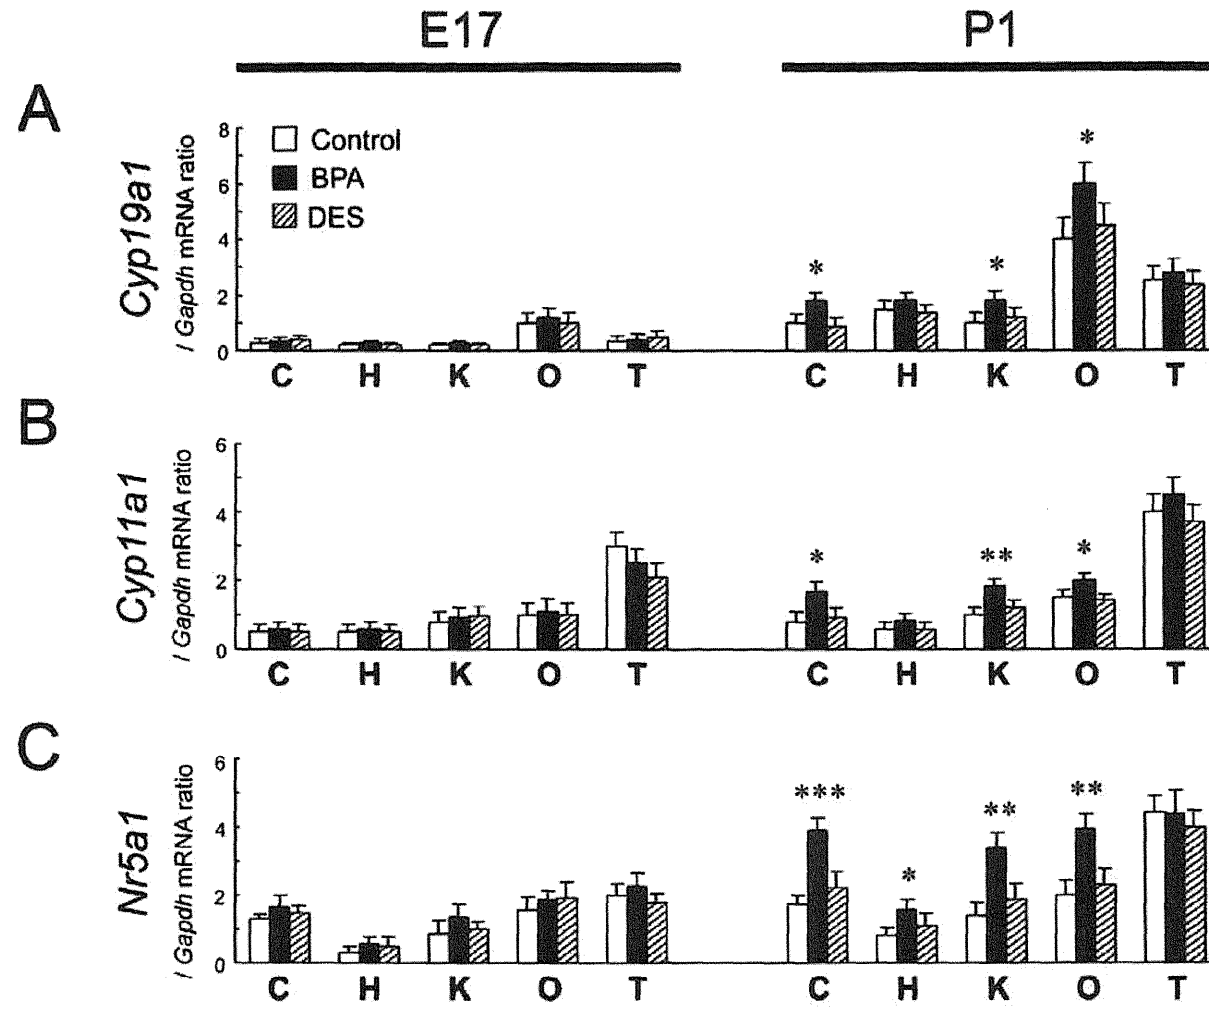 E17 P1
A
Cyp19a1
/ Gapdh mRNA ratio
8
6
4
2
0
Control
BPA
DES
* * *
C H K O T C H K O T
B
Cyp11a1
/ Gapdh mRNA ratio
6
4
2
0
* ** *
C H K O T C H K O T
C
Nr5a1
/ Gapdh mRNA ratio
6
4
2
0
*** * ** **
C H K O T C H K O T